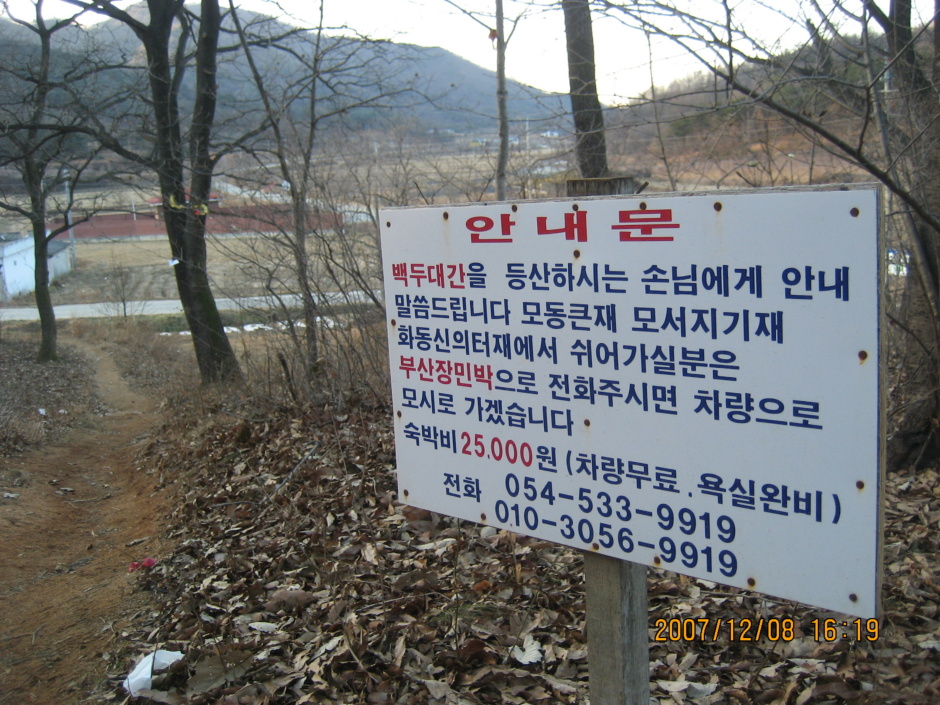 안내문
백두대간을 등산하시는 손님에게 안내
말씀드립니다 모동큰재 모서지기재
화동신의터재에서 쉬어가실분은
부산장민박으로 전화주시면 차량으로
모시로 가겠습니다
숙박비 25,000원 (차량무료 . 욕실완비)
전화 054-533-9919
010-3056-9919
2007/12/08 16:19